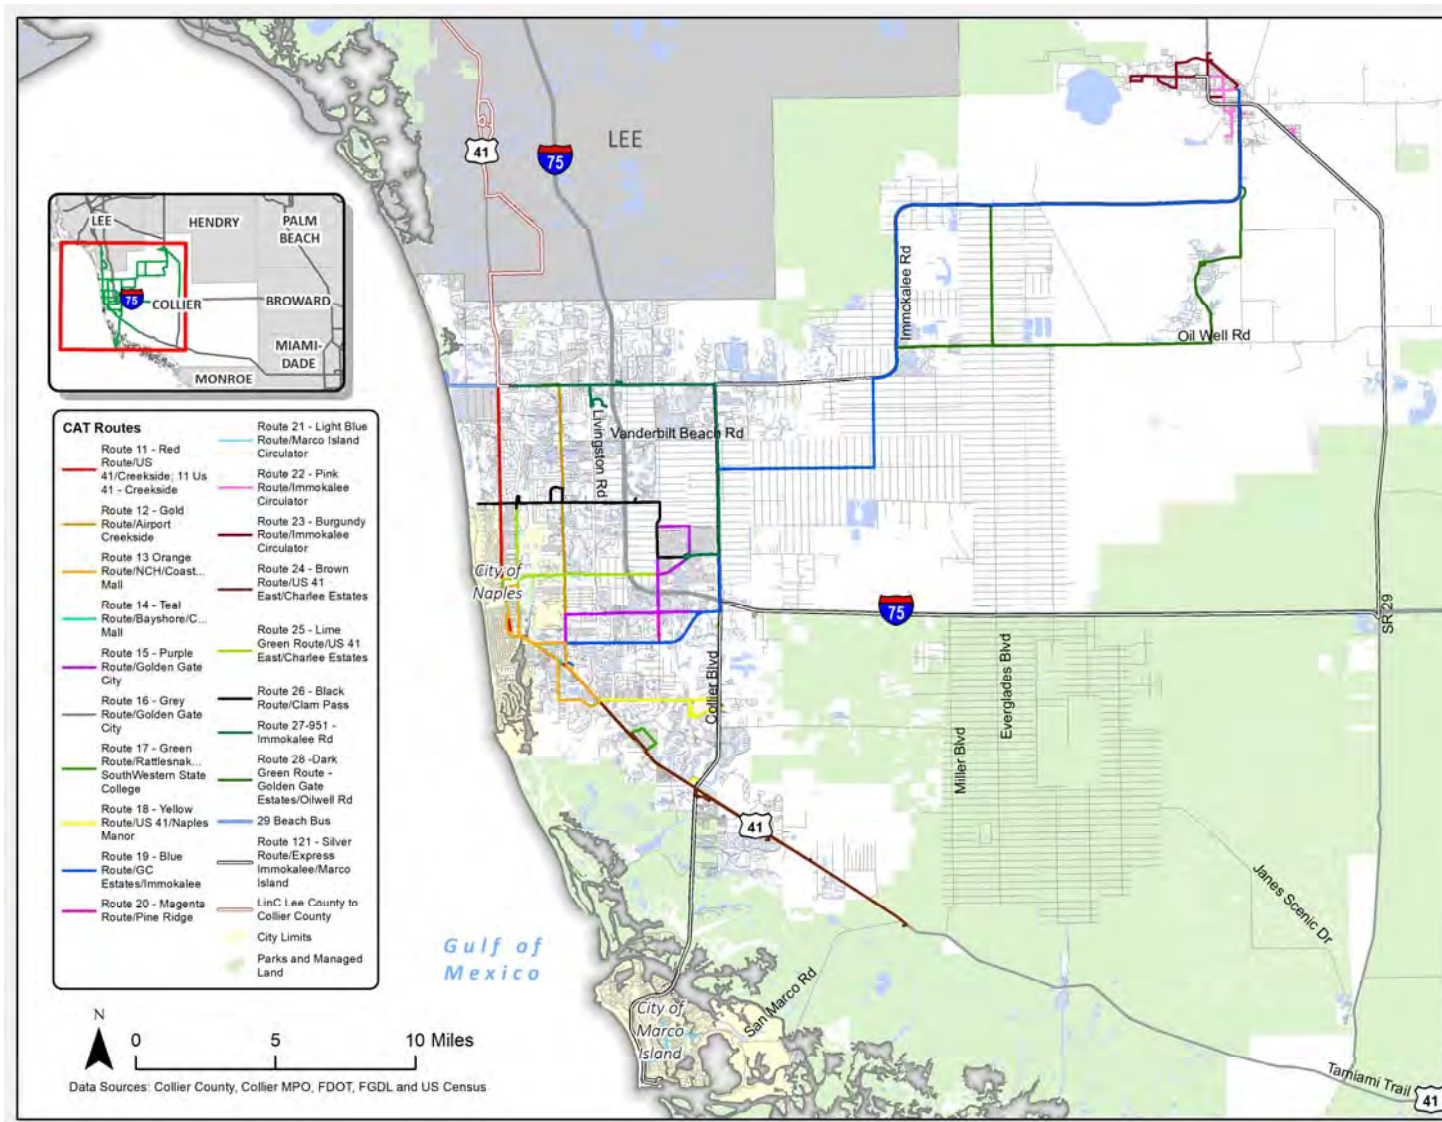 LEE
41
75
LEE
HENDRY
PALM
BEACH
75
COLLIER
BROWARD
MIAMI-
DADE
MONROE
Immokalee Rd
Oil Well Rd
Livingston Rd
Vanderbilt Beach Rd
City of
Naples
75
SR 29
Collier Blvd
Miller Blvd
Everglades Blvd
41
Janes Scenic Dr
San Marco Rd
Gulf of
Mexico
City of
Marco
Island
Tamiami Trail
41
CAT Routes
Route 11 - Red
Route/US
41/Creekside; 11 Us
41 - Creekside
Route 12 - Gold
Route/Airport
Creekside
Route 13 Orange
Route/NCH/Coast...
Mall
Route 14 - Teal
Route/Bayshore/C...
Mall
Route 15 - Purple
Route/Golden Gate
City
Route 16 - Grey
Route/Golden Gate
City
Route 17 - Green
Route/Rattlesnak...
SouthWestern State
College
Route 18 - Yellow
Route/US 41/Naples
Manor
Route 19 - Blue
Route/GC
Estates/Immokalee
Route 20 - Magenta
Route/Pine Ridge
Route 21 - Light Blue
Route/Marco Island
Circulator
Route 22 - Pink
Route/Immokalee
Circulator
Route 23 - Burgundy
Route/Immokalee
Circulator
Route 24 - Brown
Route/US 41
East/Charlee Estates
Route 25 - Lime
Green Route/US 41
East/Charlee Estates
Route 26 - Black
Route/Clam Pass
Route 27-951 -
Immokalee Rd
Route 28 -Dark
Green Route -
Golden Gate
Estates/Oilwell Rd
29 Beach Bus
Route 121 - Silver
Route/Express
Immokalee/Marco
Island
LinC Lee County to
Collier County
City Limits
Parks and Managed
Land
N
0 5 10 Miles
Data Sources: Collier County, Collier MPO, FDOT, FGDL and US Census